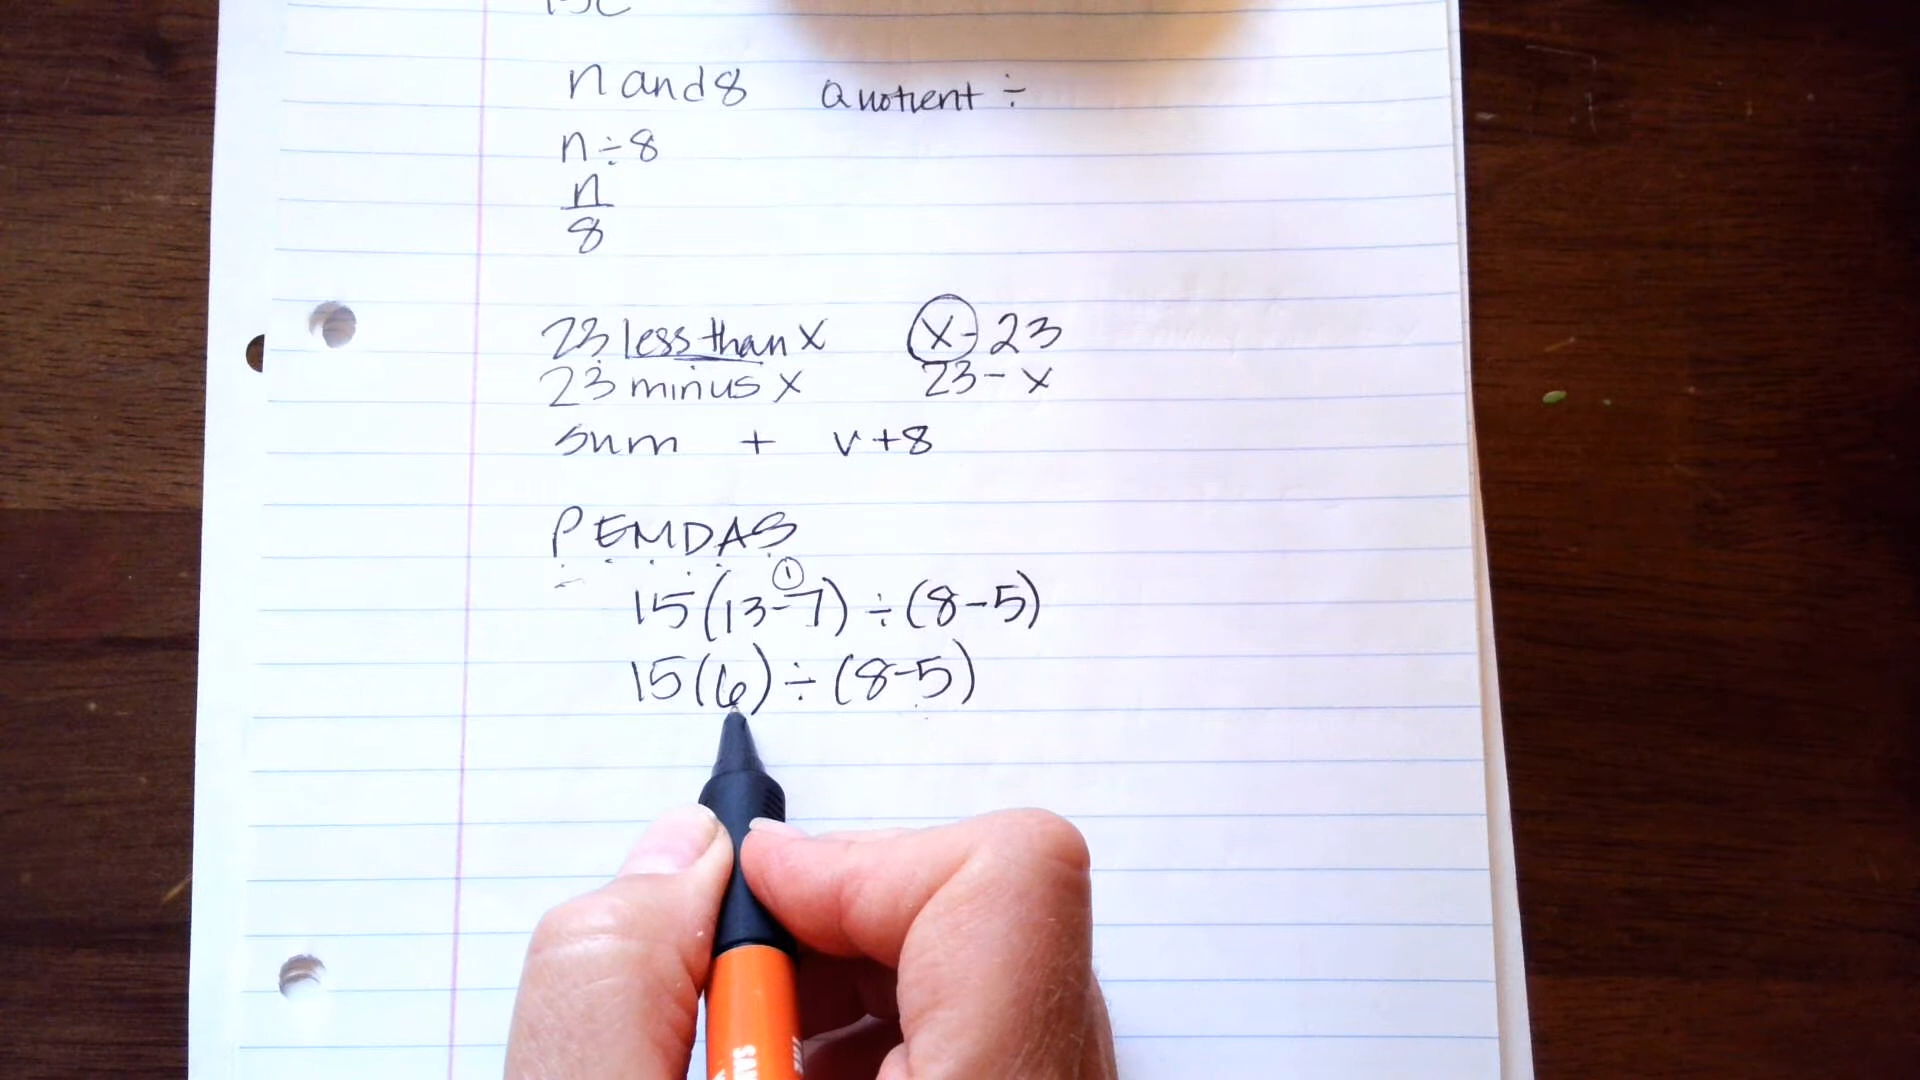 n and 8 Quotient ÷
n ÷ 8
n
8
23 less than x x - 23
23 minus x 23 - x
sum + v + 8
PEMDAS
1
15(13-7) ÷ (8-5)
15(6) ÷ (8-5)